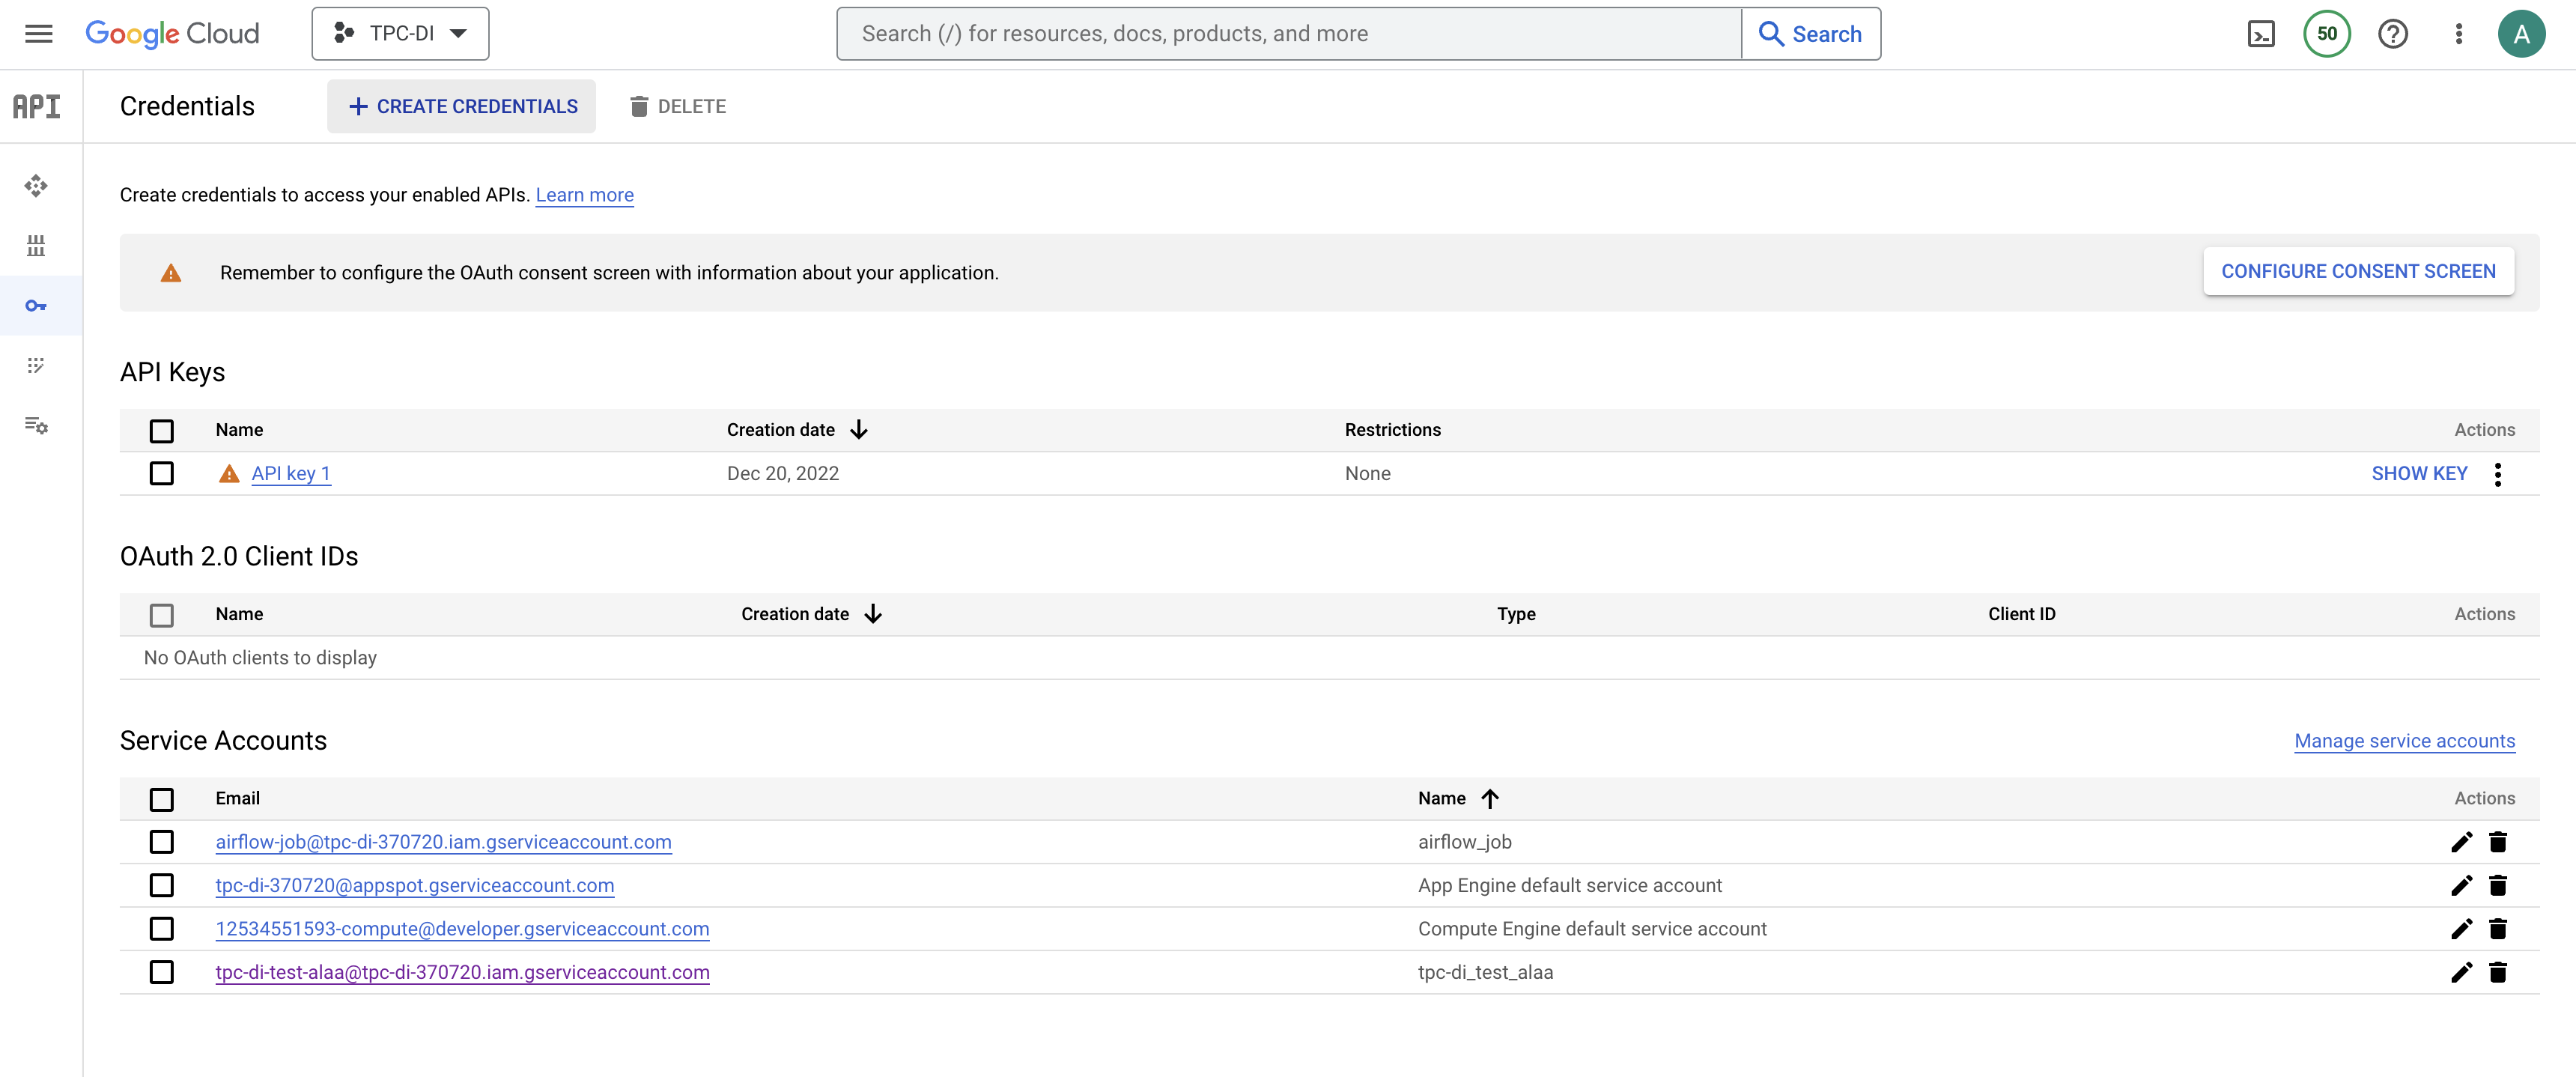 Google Cloud TPC-DI Search (/) for resources, docs, products, and more Search 50 A
API Credentials CREATE CREDENTIALS DELETE
Create credentials to access your enabled APIs. Learn more
Remember to configure the OAuth consent screen with information about your application. CONFIGURE CONSENT SCREEN
API Keys
Name Creation date Restrictions Actions
API key 1 Dec 20, 2022 None SHOW KEY
OAuth 2.0 Client IDs
Name Creation date Type Client ID Actions
No OAuth clients to display
Service Accounts Manage service accounts
Email Name Actions
airflow-job@tpc-di-370720.iam.gserviceaccount.com airflow_job
tpc-di-370720@appspot.gserviceaccount.com App Engine default service account
12534551593-compute@developer.gserviceaccount.com Compute Engine default service account
tpc-di-test-alaa@tpc-di-370720.iam.gserviceaccount.com tpc-di_test_alaa